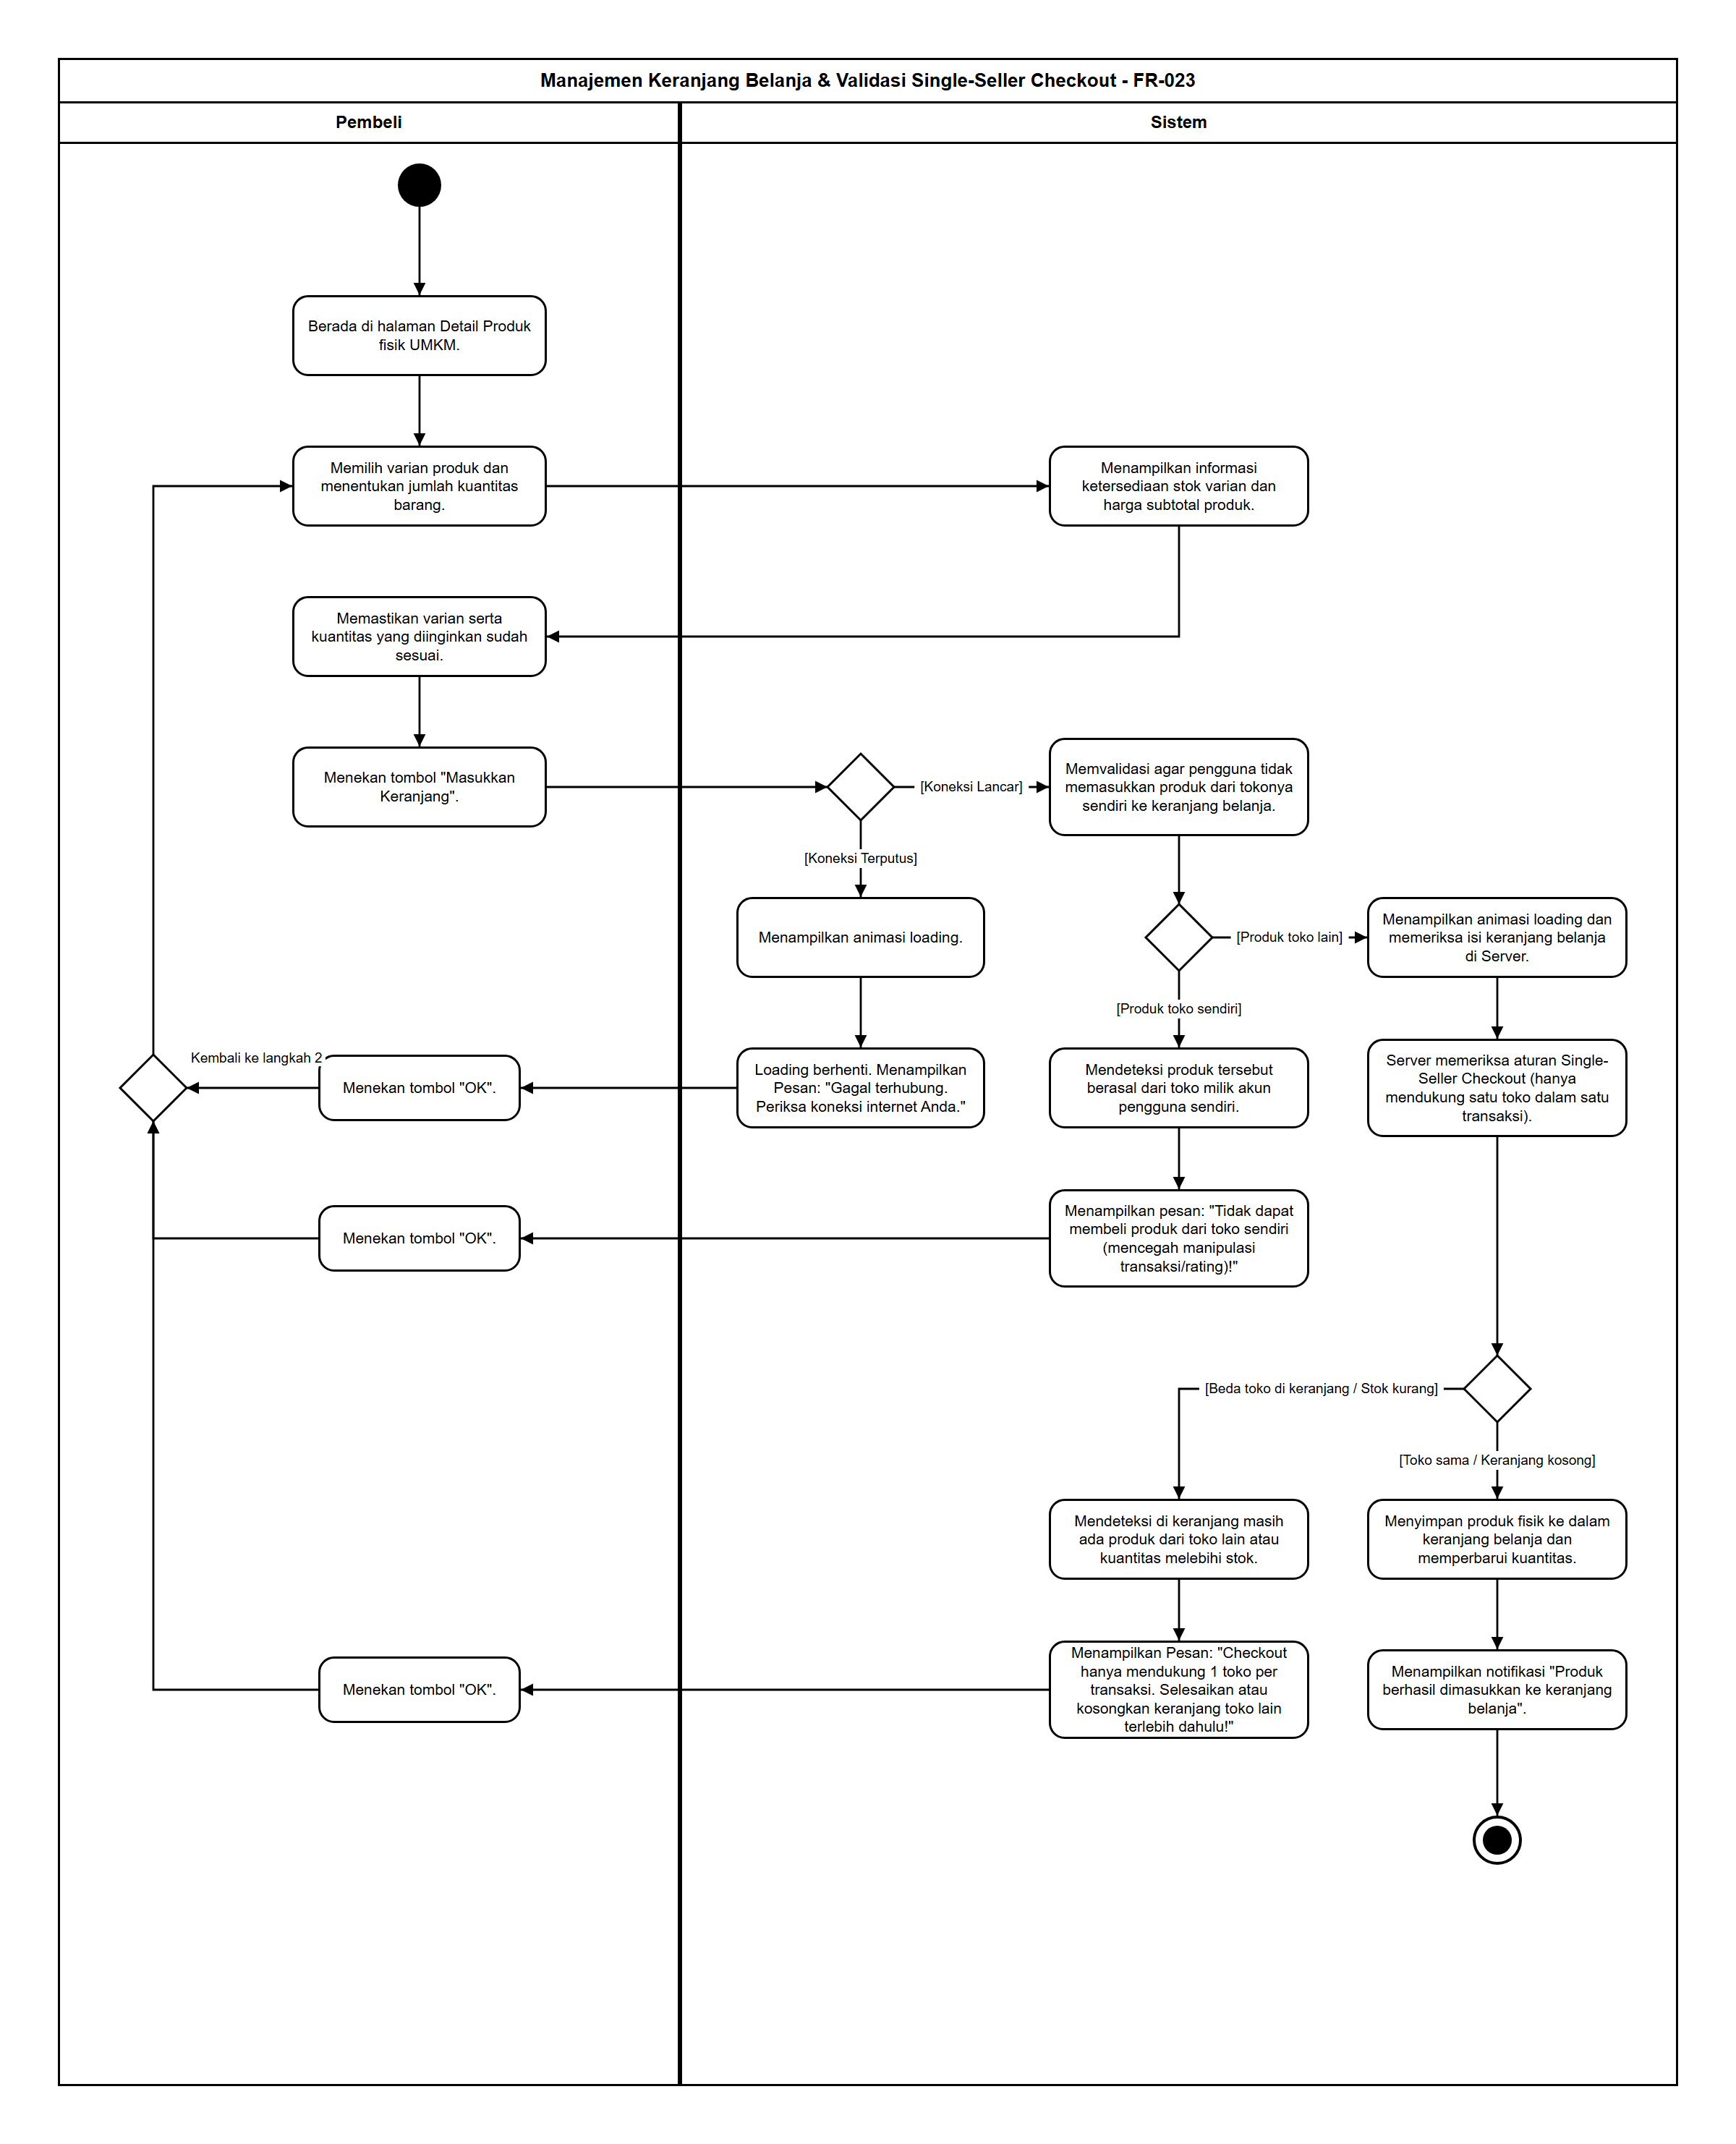 Manajemen Keranjang Belanja & Validasi Single-Seller Checkout - FR-023
Pembeli
Sistem
Berada di halaman Detail Produk
fisik UMKM.
Memilih varian produk dan
menentukan jumlah kuantitas
barang.
Menampilkan informasi
ketersediaan stok varian dan
harga subtotal produk.
Memastikan varian serta
kuantitas yang diinginkan sudah
sesuai.
Menekan tombol "Masukkan
Keranjang".
[Koneksi Lancar]
Memvalidasi agar pengguna tidak
memasukkan produk dari tokonya
sendiri ke keranjang belanja.
[Koneksi Terputus]
Menampilkan animasi loading.
[Produk toko lain]
Menampilkan animasi loading dan
memeriksa isi keranjang belanja
di Server.
[Produk toko sendiri]
Kembali ke langkah 2
Menekan tombol "OK".
Loading berhenti. Menampilkan
Pesan: "Gagal terhubung.
Periksa koneksi internet Anda."
Mendeteksi produk tersebut
berasal dari toko milik akun
pengguna sendiri.
Server memeriksa aturan Single-
Seller Checkout (hanya
mendukung satu toko dalam satu
transaksi).
Menekan tombol "OK".
Menampilkan pesan: "Tidak dapat
membeli produk dari toko sendiri
(mencegah manipulasi
transaksi/rating)!"
[Beda toko di keranjang / Stok kurang]
[Toko sama / Keranjang kosong]
Mendeteksi di keranjang masih
ada produk dari toko lain atau
kuantitas melebihi stok.
Menyimpan produk fisik ke dalam
keranjang belanja dan
memperbarui kuantitas.
Menekan tombol "OK".
Menampilkan Pesan: "Checkout
hanya mendukung 1 toko per
transaksi. Selesaikan atau
kosongkan keranjang toko lain
terlebih dahulu!"
Menampilkan notifikasi "Produk
berhasil dimasukkan ke keranjang
belanja".